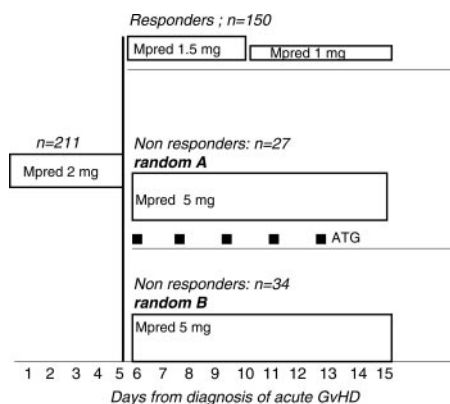 Responders ; n=150
Mpred 1.5 mg
Mpred 1 mg
n=211
Mpred 2 mg
Non responders: n=27
random A
Mpred 5 mg
ATG
Non responders: n=34
random B
Mpred 5 mg
1 2 3 4 5 6 7 8 9 10 11 12 13 14 15
Days from diagnosis of acute GvHD